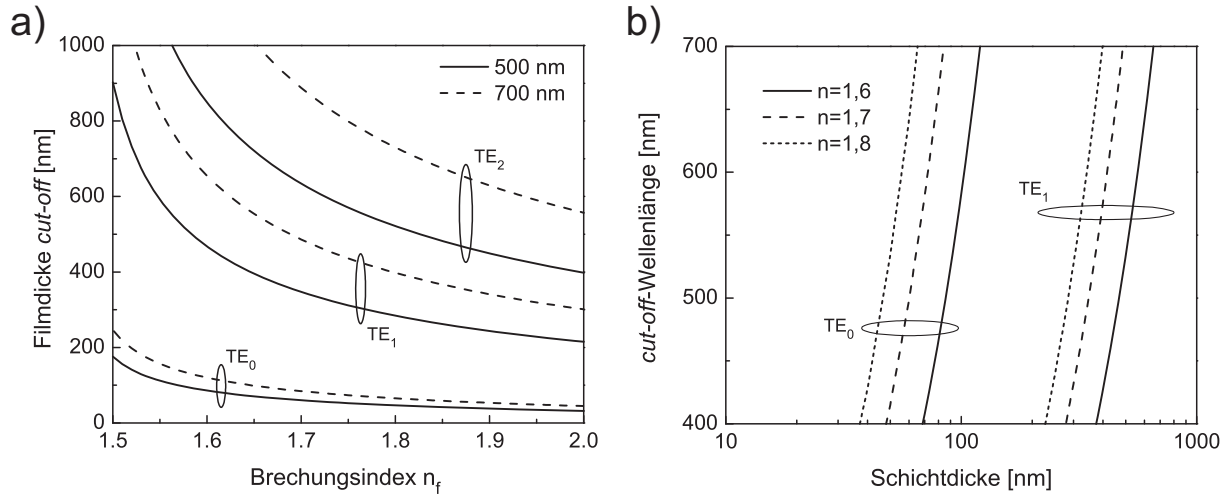 a)
Filmdicke cut-off [nm]
1000
800
600
400
200
0
500 nm
700 nm
TE2
TE1
TE0
1.5
1.6
1.7
1.8
1.9
2.0
Brechungsindex nf
b)
cut-off-Wellenlänge [nm]
700
600
500
400
n=1,6
n=1,7
n=1,8
TE1
TE0
10
100
1000
Schichtdicke [nm]